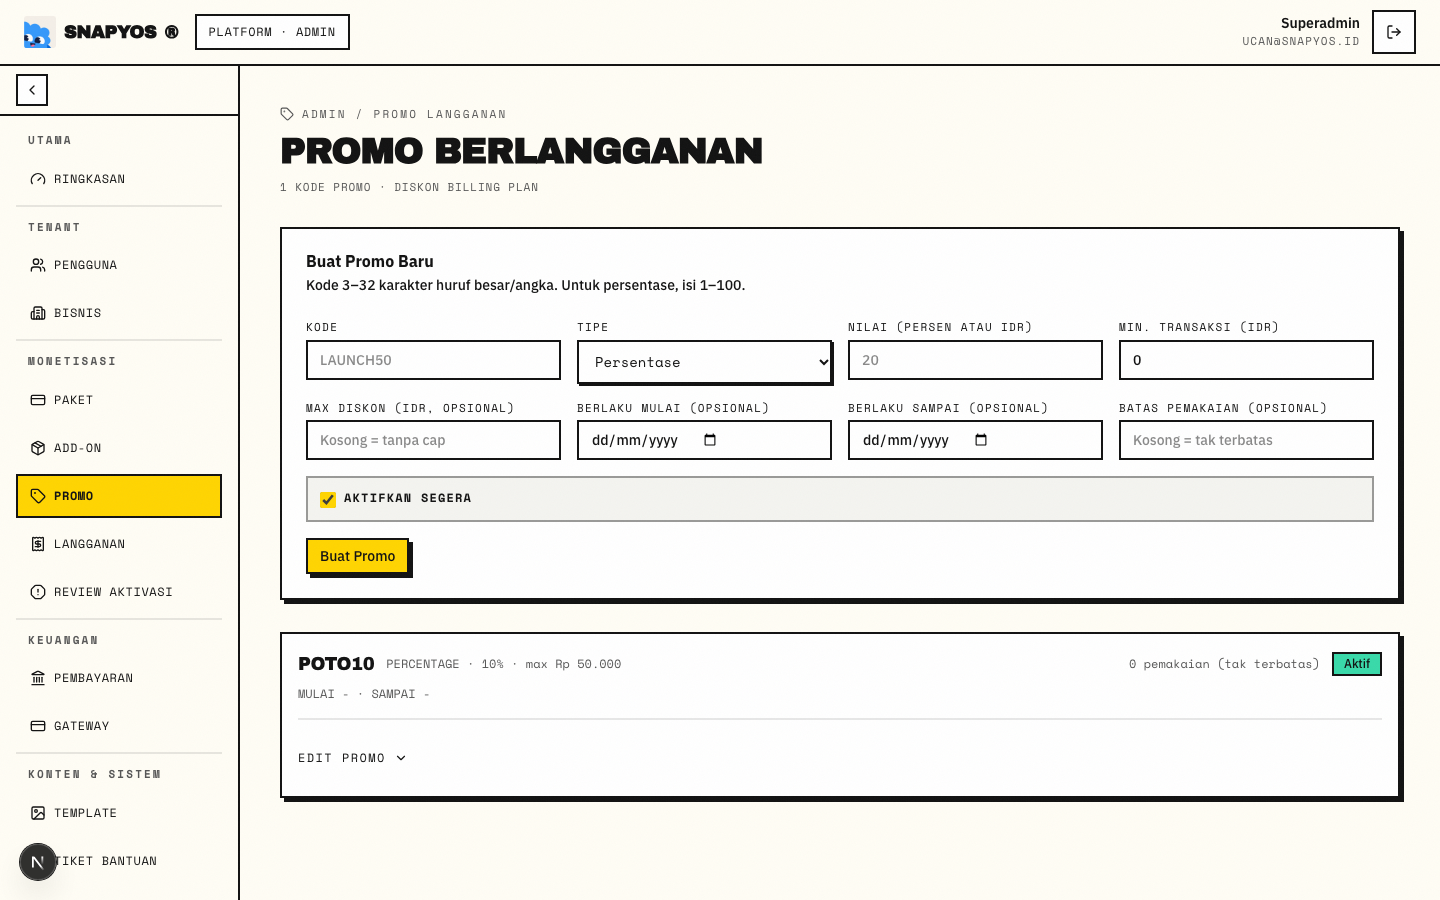 SNAPYOS ®
PLATFORM · ADMIN
Superadmin
UCAN@SNAPYOS.ID
UTAMA
RINGKASAN
TENANT
PENGGUNA
BISNIS
MONETISASI
PAKET
ADD-ON
PROMO
LANGGANAN
REVIEW AKTIVASI
KEUANGAN
PEMBAYARAN
GATEWAY
KONTEN & SISTEM
TEMPLATE
N
TIKET BANTUAN
ADMIN / PROMO LANGGANAN
PROMO BERLANGGANAN
1 KODE PROMO · DISKON BILLING PLAN
Buat Promo Baru
Kode 3–32 karakter huruf besar/angka. Untuk persentase, isi 1–100.
KODE
LAUNCH50
TIPE
Persentase
NILAI (PERSEN ATAU IDR)
20
MIN. TRANSAKSI (IDR)
0
MAX DISKON (IDR, OPSIONAL)
Kosong = tanpa cap
BERLAKU MULAI (OPSIONAL)
dd/mm/yyyy
BERLAKU SAMPAI (OPSIONAL)
dd/mm/yyyy
BATAS PEMAKAIAN (OPSIONAL)
Kosong = tak terbatas
AKTIFKAN SEGERA
Buat Promo
POTO10 PERCENTAGE · 10% · max Rp 50.000
0 pemakaian (tak terbatas) Aktif
MULAI - · SAMPAI -
EDIT PROMO